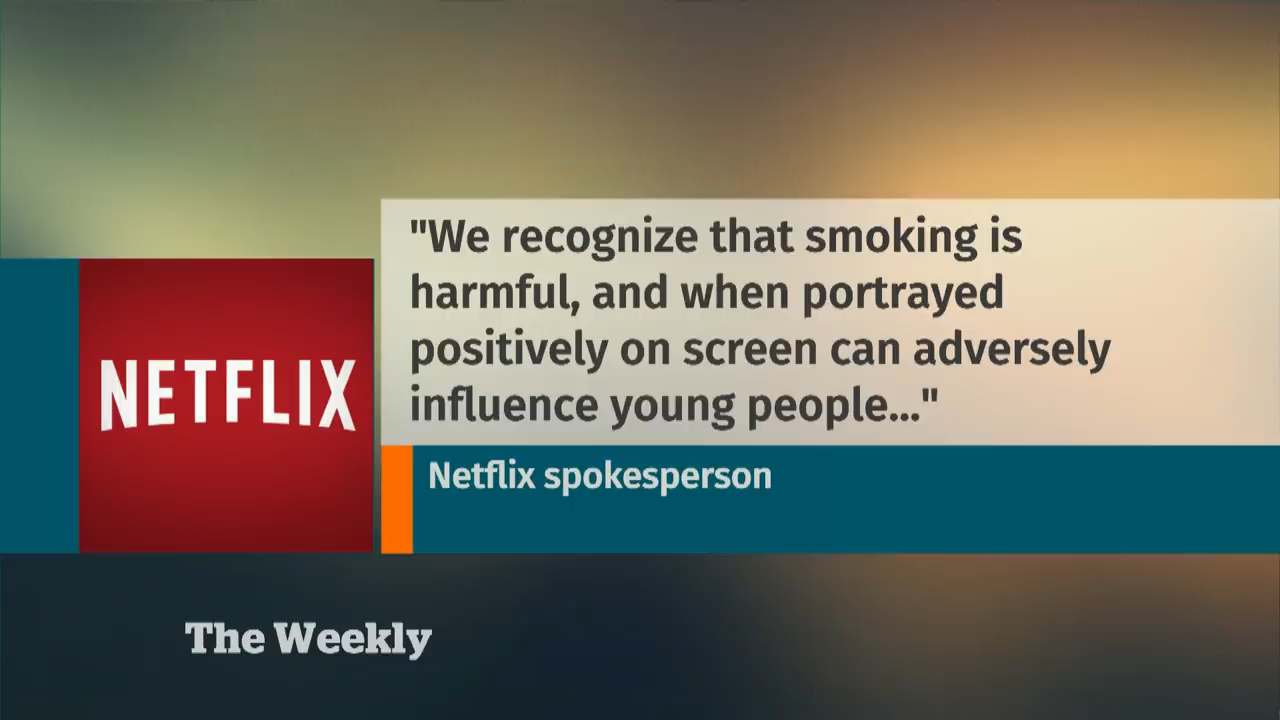 "We recognize that smoking is
harmful, and when portrayed
positively on screen can adversely
influence young people..."
NETFLIX
Netflix spokesperson
The Weekly